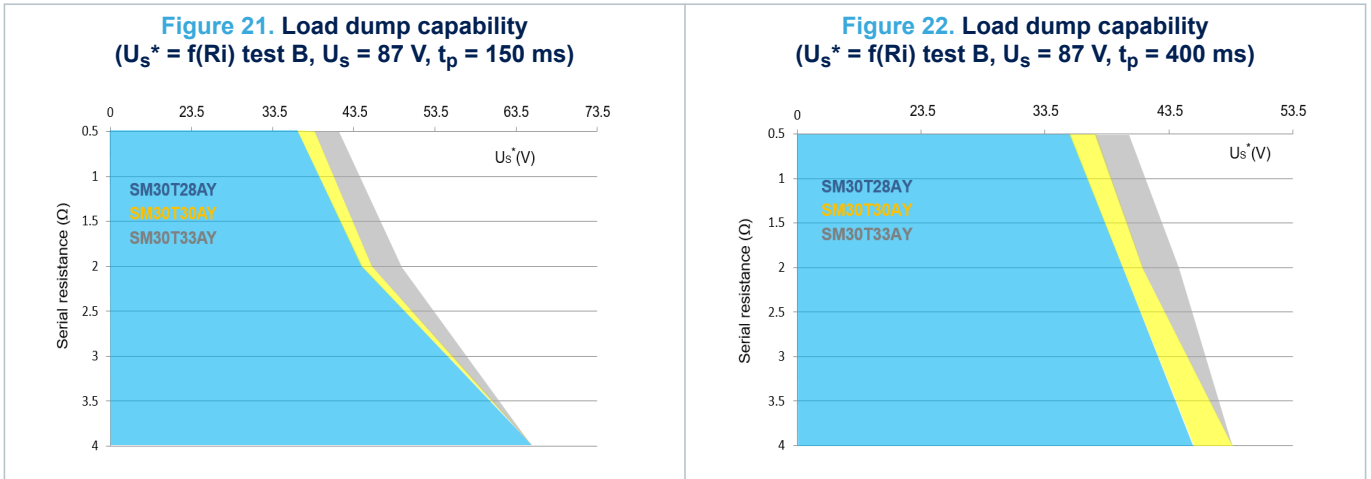 Figure 21. Load dump capability
(Us* = f(Ri) test B, Us = 87 V, tp = 150 ms)
0 23.5 33.5 43.5 53.5 63.5 73.5
Us*(V)
0.5
1
1.5
2
2.5
3
3.5
4
Serial resistance (Ω)
SM30T28AY
SM30T30AY
SM30T33AY
Figure 22. Load dump capability
(Us* = f(Ri) test B, Us = 87 V, tp = 400 ms)
0 23.5 33.5 43.5 53.5
Us*(V)
0.5
1
1.5
2
2.5
3
3.5
4
Serial resistance (Ω)
SM30T28AY
SM30T30AY
SM30T33AY